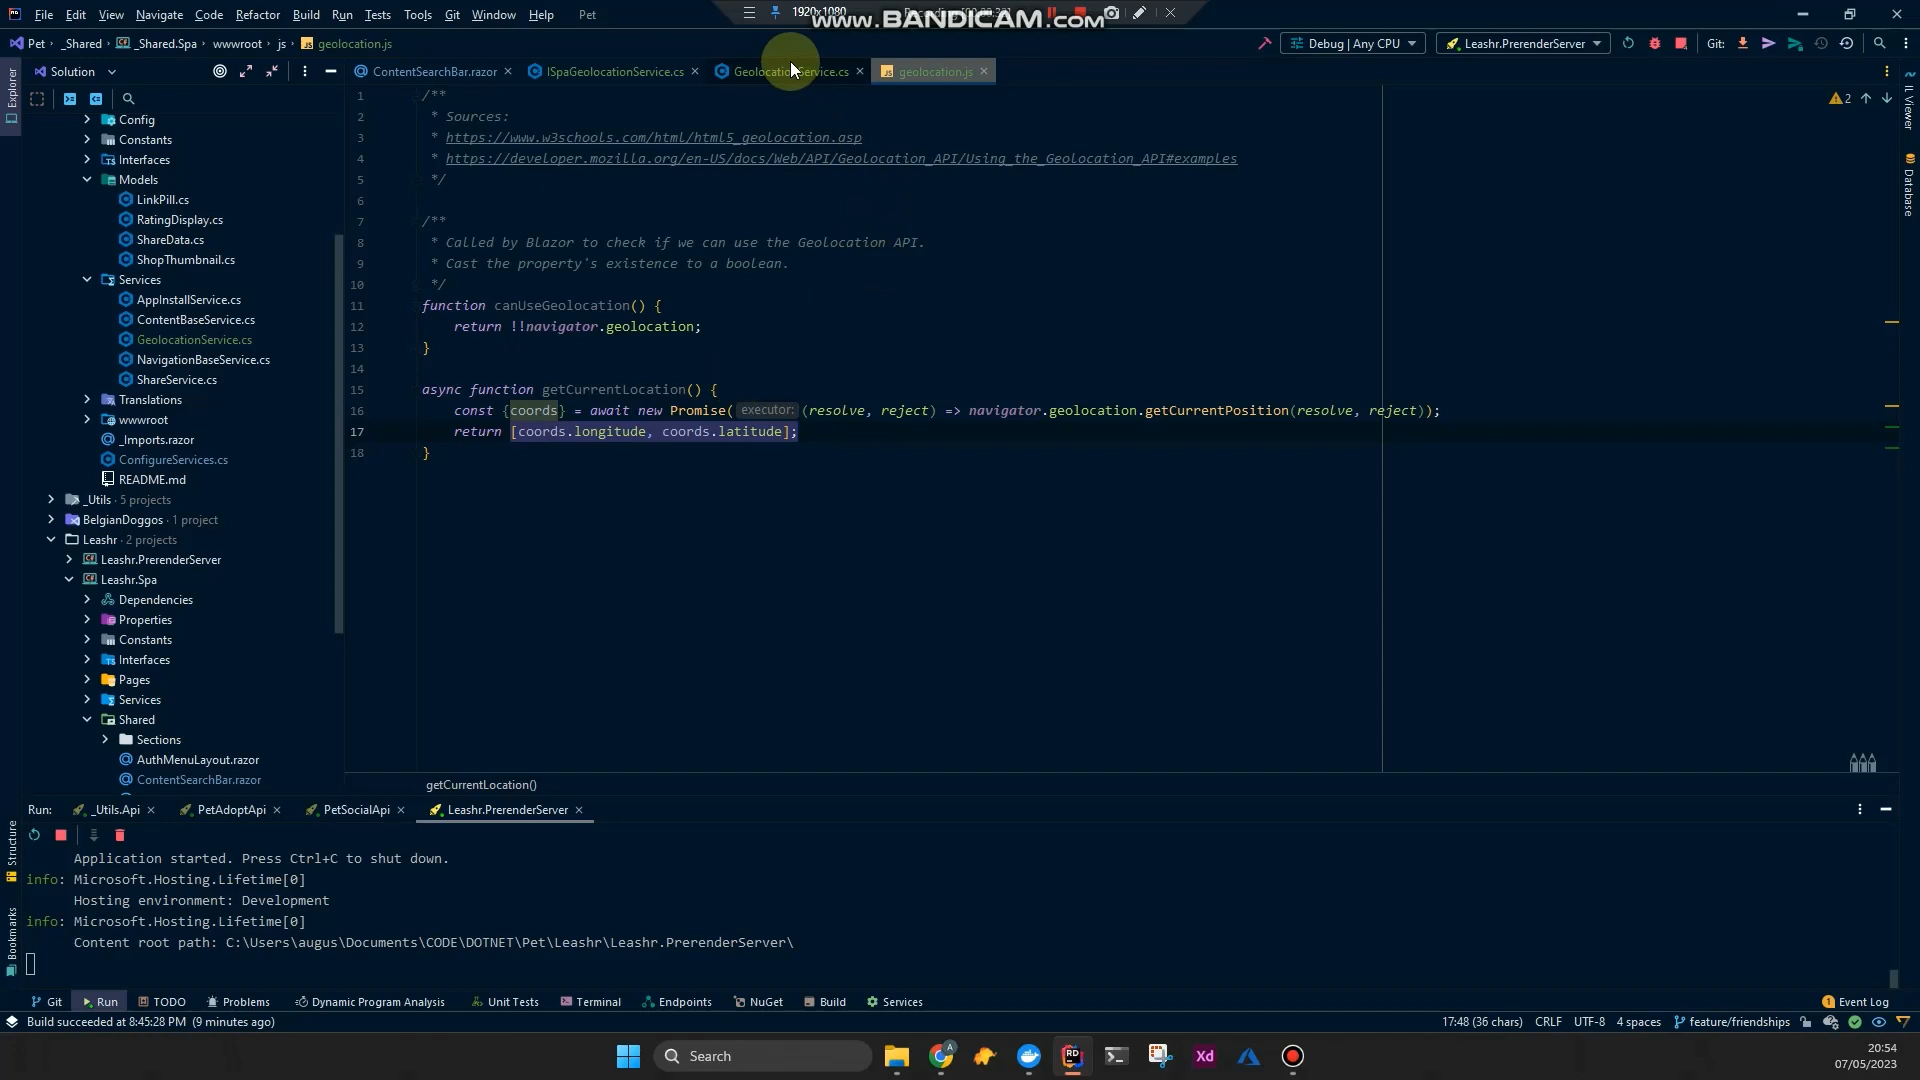 File Edit View Navigate Code Refactor Build Run Tests Tools Git Window Help Pet
1920x1080
www.BANDICAM.com
Pet _Shared _Shared.Spa wwwroot js geolocation.js
Debug | Any CPU
Leashr.PrerenderServer
Git:
Explorer
Solution
ContentSearchBar.razor
ISpaGeolocationService.cs
GeolocationService.cs
geolocation.js
Config
Constants
Interfaces
Models
LinkPill.cs
RatingDisplay.cs
ShareData.cs
ShopThumbnail.cs
Services
AppInstallService.cs
ContentBaseService.cs
GeolocationService.cs
NavigationBaseService.cs
ShareService.cs
Translations
wwwroot
_Imports.razor
ConfigureServices.cs
README.md
_Utils · 5 projects
BelgianDoggos · 1 project
Leashr · 2 projects
Leashr.PrerenderServer
Leashr.Spa
Dependencies
Properties
Constants
Interfaces
Pages
Services
Shared
Sections
AuthMenuLayout.razor
ContentSearchBar.razor
1 /**
2 * Sources:
3 * https://www.w3schools.com/html/html5_geolocation.asp
4 * https://developer.mozilla.org/en-US/docs/Web/API/Geolocation_API/Using_the_Geolocation_API#examples
5 */
6
7 /**
8 * Called by Blazor to check if we can use the Geolocation API.
9 * Cast the property's existence to a boolean.
10 */
11 function canUseGeolocation() {
12 return !!navigator.geolocation;
13 }
14
15 async function getCurrentLocation() {
16 const {coords} = await new Promise( executor: (resolve, reject) => navigator.geolocation.getCurrentPosition(resolve, reject));
17 return [coords.longitude, coords.latitude];
18 }
2
IL Viewer
Database
getCurrentLocation()
Run: _Utils.Api PetAdoptApi PetSocialApi Leashr.PrerenderServer
Structure
Bookmarks
Application started. Press Ctrl+C to shut down.
info: Microsoft.Hosting.Lifetime[0]
Hosting environment: Development
info: Microsoft.Hosting.Lifetime[0]
Content root path: C:\Users\augus\Documents\CODE\DOTNET\Pet\Leashr\Leashr.PrerenderServer\
Git Run TODO Problems Dynamic Program Analysis Unit Tests Terminal Endpoints NuGet Build Services
1 Event Log
Build succeeded at 8:45:28 PM (9 minutes ago)
17:48 (36 chars) CRLF UTF-8 4 spaces feature/friendships
Search
A
RD
Xd
20:54
07/05/2023